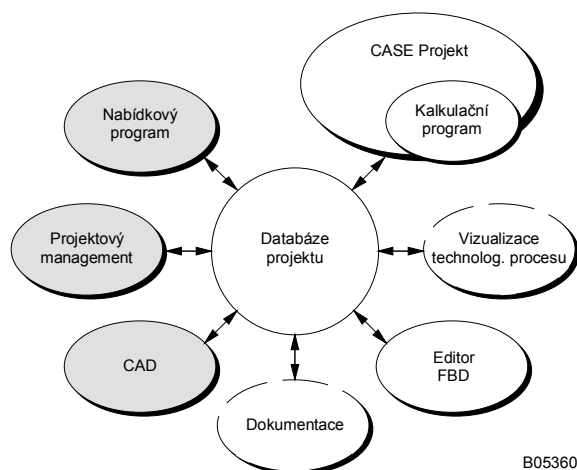 CASE Projekt
Nabídkový
program
Kalkulační
program
Projektový
management
Databáze
projektu
Vizualizace
technolog. procesu
CAD
Editor
FBD
Dokumentace
B05360